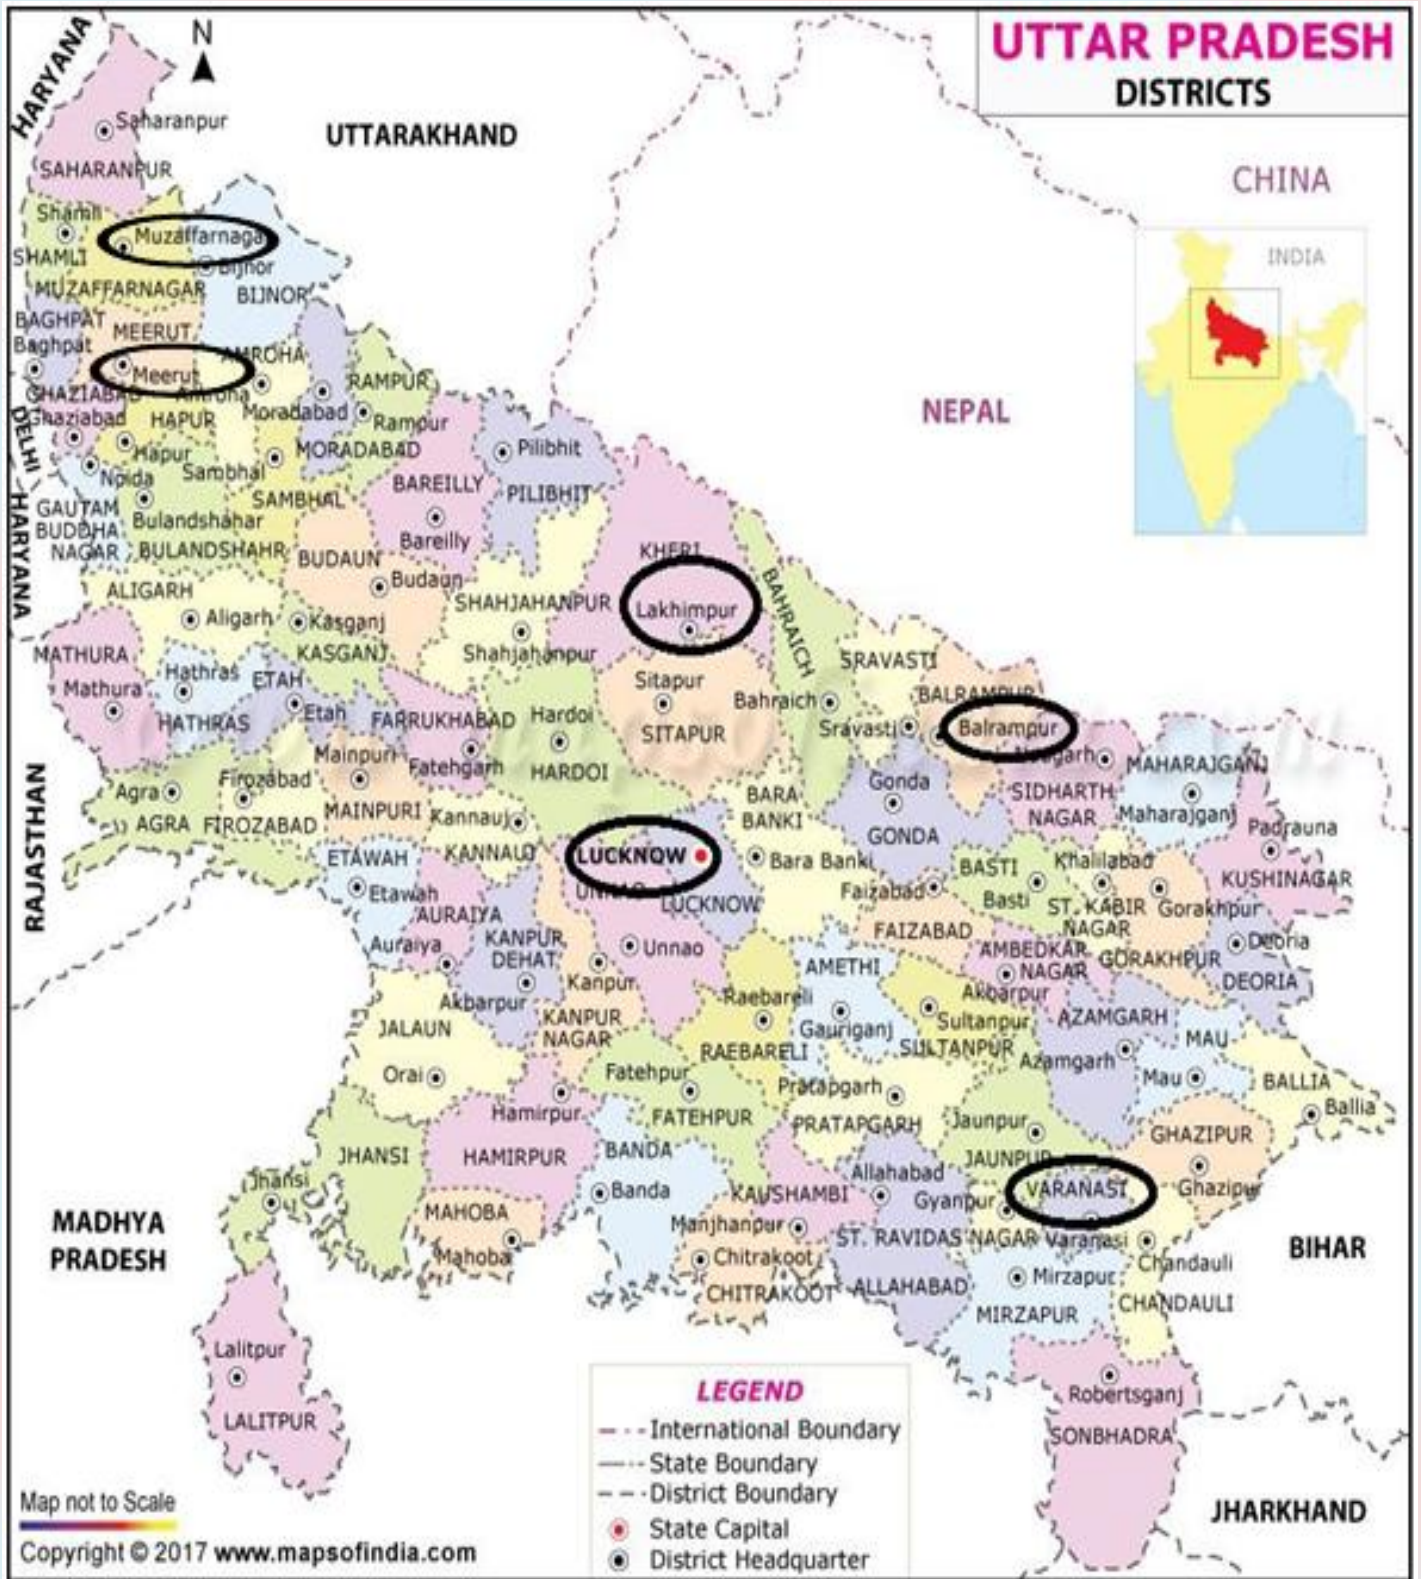 UTTAR PRADESH
DISTRICTS
N
HARYANA
UTTARAKHAND
CHINA
INDIA
NEPAL
Saharanpur
SAHARANPUR
Shamli
SHAMLI
Muzaffarnaga
MUZAFFARNAGAR
Bijnor
BIJNOR
BAGHPAT
Baghpat
MEERUT
Meerut
AMROHA
Amroha
GHAZIABAD
Ghaziabad
HAPUR
Hapur
Moradabad
MORADABAD
RAMPUR
Rampur
DELHI
HARYANA
Noida
GAUTAM
BUDDHA
NAGAR
Sambhal
SAMBHAL
Bulandshahar
BULANDSHAHR
BAREILLY
Bareilly
Pilibhit
PILIBHIT
BUDAUN
Budaun
ALIGARH
Aligarh
Kasganj
KASGANJ
SHAHJAHANPUR
Shahjahanpur
KHERI
Lakhimpur
BAHRAICH
Bahraich
SRAVASTI
Sravasti
BALRAMPUR
Balrampur
MATHURA
Mathura
Hathras
HATHRAS
ETAH
Etah
FARRUKHABAD
Fatehgarh
Hardoi
HARDOI
Sitapur
SITAPUR
RAJASTHAN
Agra
AGRA
Firozabad
FIROZABAD
Mainpuri
MAINPURI
Kannauj
KANNAUJ
BARA
BANKI
Bara Banki
Gonda
GONDA
SIDHARTH
NAGAR
MAHARAJGANJ
Maharajganj
Padrauna
KUSHINAGAR
ETAWAH
Etawah
LUCKNOW
LUCKNOW
UNNAO
Unnao
Faizabad
FAIZABAD
BASTI
Basti
Khalilabad
ST. KABIR
NAGAR
Gorakhpur
GORAKHPUR
Deoria
DEORIA
AURAIYA
Auraiya
KANPUR
DEHAT
Akbarpur
Kanpur
KANPUR
NAGAR
Raebareli
RAEBARELI
AMETHI
Gauriganj
Sultanpur
SULTANPUR
AMBEDKAR
NAGAR
Akbarpur
AZAMGARH
Azamgarh
MAU
Mau
BALLIA
Ballia
JALAUN
Orai
Hamirpur
HAMIRPUR
Fatehpur
FATEHPUR
Pratapgarh
PRATAPGARH
Jaunpur
JAUNPUR
GHAZIPUR
Ghazipur
JHANSI
Jhansi
MAHOBA
Mahoba
BANDA
Banda
KAUSHAMBI
Manjhanpur
Chitrakoot
CHITRAKOOT
Allahabad
ALLAHABAD
Gyanpur
ST. RAVIDAS NAGAR
VARANASI
Varanasi
Chandauli
CHANDAULI
Mirzapur
MIRZAPUR
MADHYA
PRADESH
BIHAR
Lalitpur
LALITPUR
Robertsganj
SONBHADRA
JHARKHAND
LEGEND
International Boundary
State Boundary
District Boundary
State Capital
District Headquarter
Map not to Scale
Copyright © 2017 www.mapsofindia.com